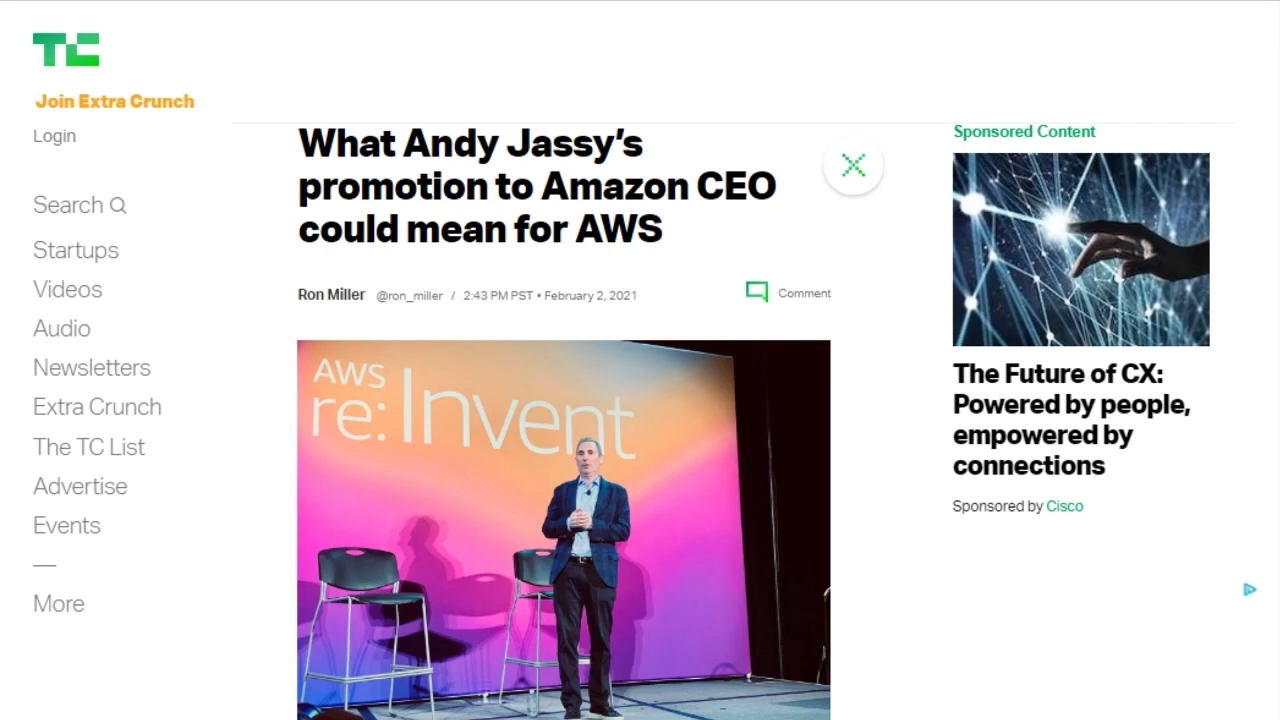 TC
Join Extra Crunch
Login
Search
Startups
Videos
Audio
Newsletters
Extra Crunch
The TC List
Advertise
Events
—
More
What Andy Jassy's
promotion to Amazon CEO
could mean for AWS
Ron Miller @ron_miller / 2:43 PM PST • February 2, 2021
Comment
AWS
re:Invent
Sponsored Content
The Future of CX:
Powered by people,
empowered by
connections
Sponsored by Cisco